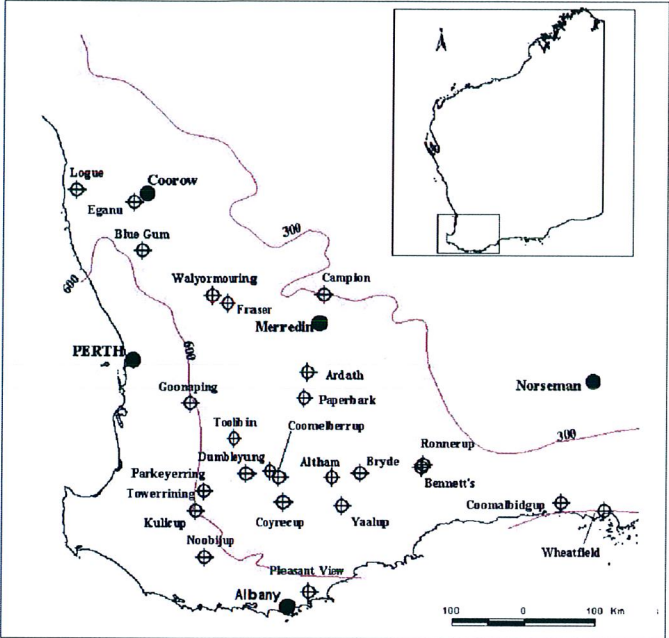 Logue
Coorow
Eganu
Blue Gum
300
600
Walyormouring
Campion
Fraser
Merredin
PERTH
600
Ardath
Norseman
Goonaping
Paperbark
Toolibin
Coomelberrup
300
Ronnerup
Dumbleyung
Altham
Bryde
Parkeyerring
Bennett's
Towerrining
Coomalbidgup
Kulicup
Coyrecup
Yaalup
Noobijup
Wheatfield
Pleasant View
Albany
100 0 100 Km